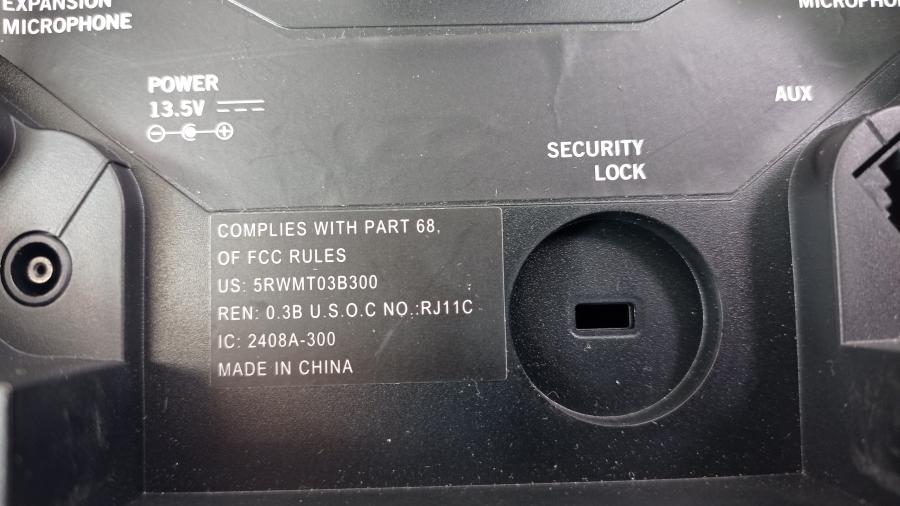 EXPANSION
MICROPHONE
POWER
13.5V
AUX
SECURITY
LOCK
COMPLIES WITH PART 68,
OF FCC RULES
US: 5RWMT03B300
REN: 0.3B U.S.O.C NO.:RJ11C
IC: 2408A-300
MADE IN CHINA